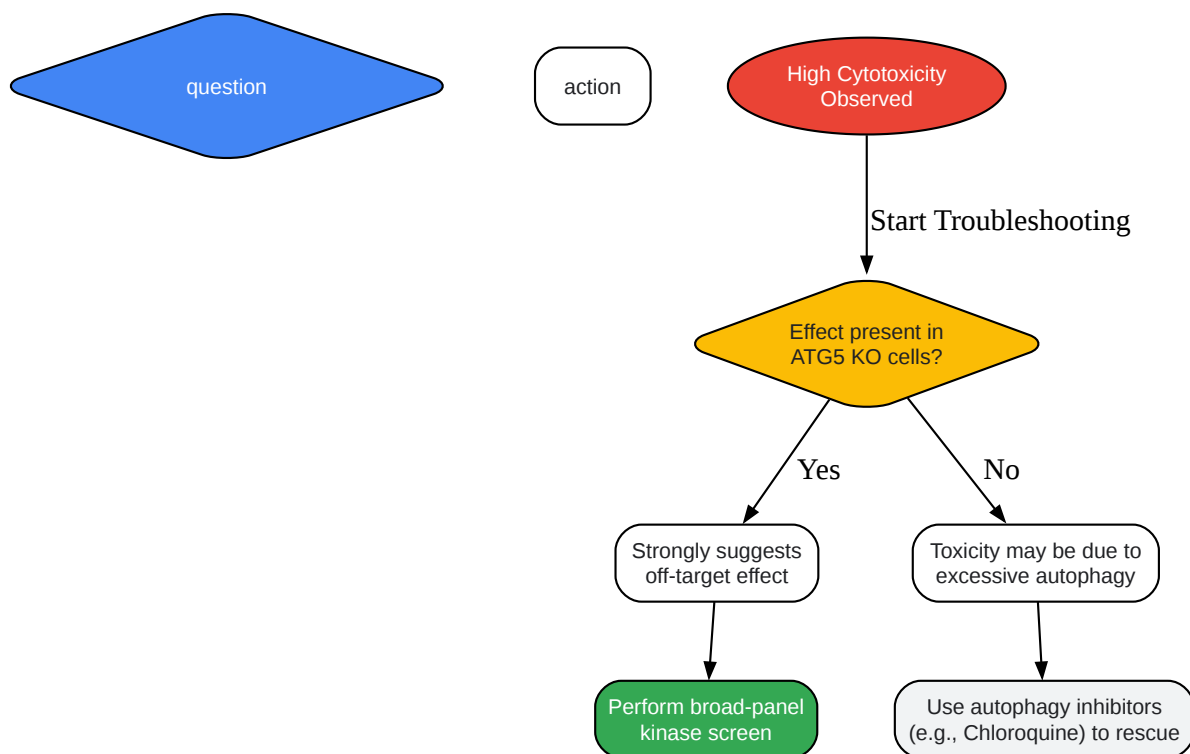 question
action
High Cytotoxicity
Observed
Start Troubleshooting
Effect present in
ATG5 KO cells?
Yes
No
Strongly suggests
off-target effect
Toxicity may be due to
excessive autophagy
Perform broad-panel
kinase screen
Use autophagy inhibitors
(e.g., Chloroquine) to rescue